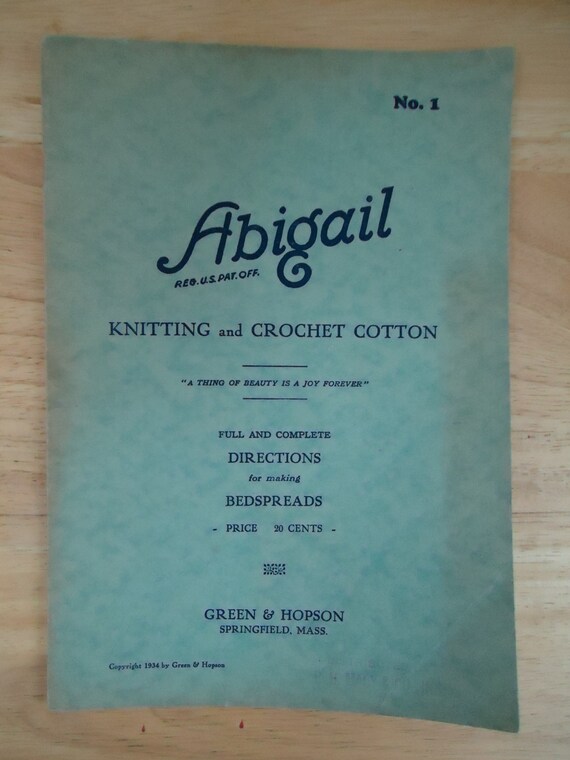 No. 1
Abigail
REG. U.S. PAT. OFF.
KNITTING and CROCHET COTTON
"A THING OF BEAUTY IS A JOY FOREVER"
FULL AND COMPLETE
DIRECTIONS
for making
BEDSPREADS
- PRICE 20 CENTS -
GREEN & HOPSON
SPRINGFIELD, MASS.
Copyright 1934 by Green & Hopson